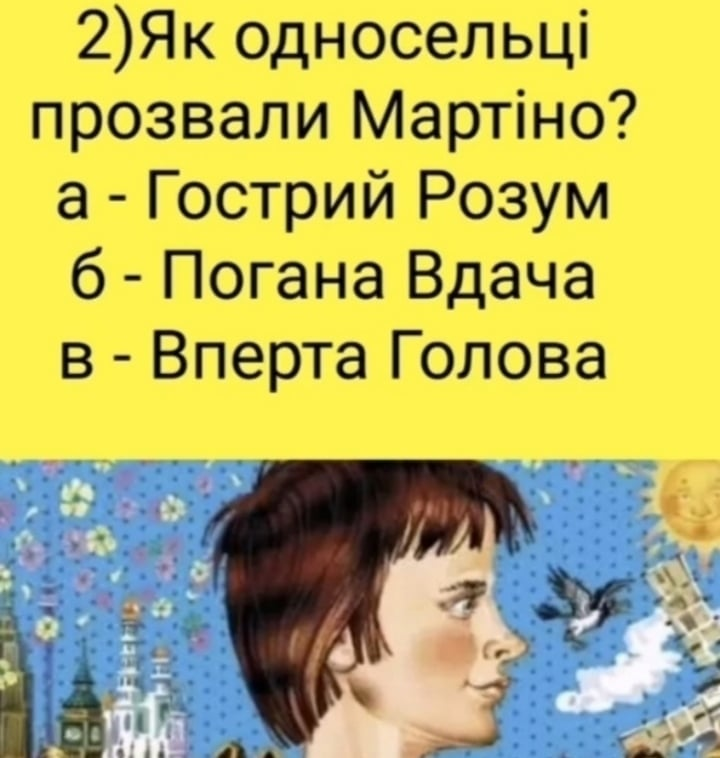 2)Як односельці
прозвали Мартіно?
а - Гострий Розум
б - Погана Вдача
в - Вперта Голова